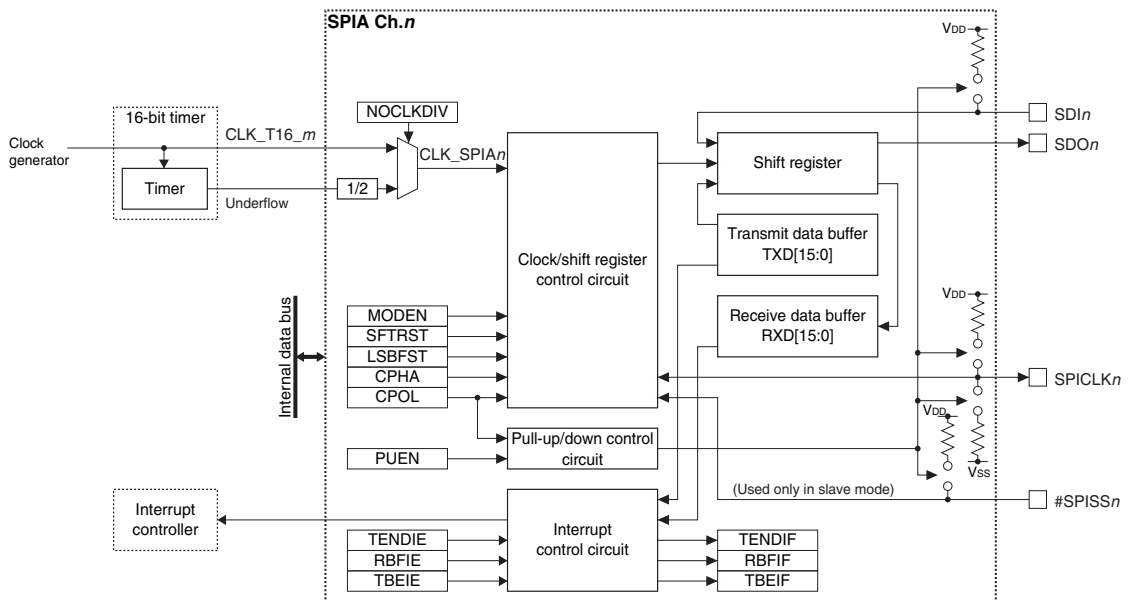 SPIA Ch.n
VDD
NOCLKDIV
16-bit timer
SDIn
Clock
generator
CLK_T16_m
CLK_SPIAn
SDOn
Shift register
Timer
1/2
Underflow
Transmit data buffer
TXD[15:0]
Clock/shift register
control circuit
Internal data bus
VDD
Receive data buffer
RXD[15:0]
MODEN
SFTRST
LSBFST
CPHA
CPOL
SPICLKn
VDD
Pull-up/down control
circuit
PUEN
VSS
(Used only in slave mode)
#SPISSn
Interrupt
controller
Interrupt
control circuit
TENDIE
RBFIE
TBEIE
TENDIF
RBFIF
TBEIF